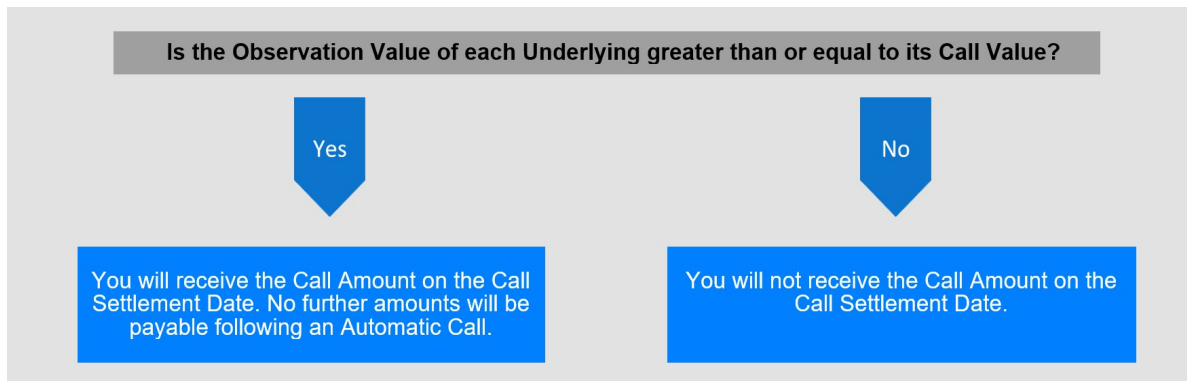 Is the Observation Value of each Underlying greater than or equal to its Call Value?
Yes
No
You will receive the Call Amount on the Call
Settlement Date. No further amounts will be
payable following an Automatic Call.
You will not receive the Call Amount on the
Call Settlement Date.